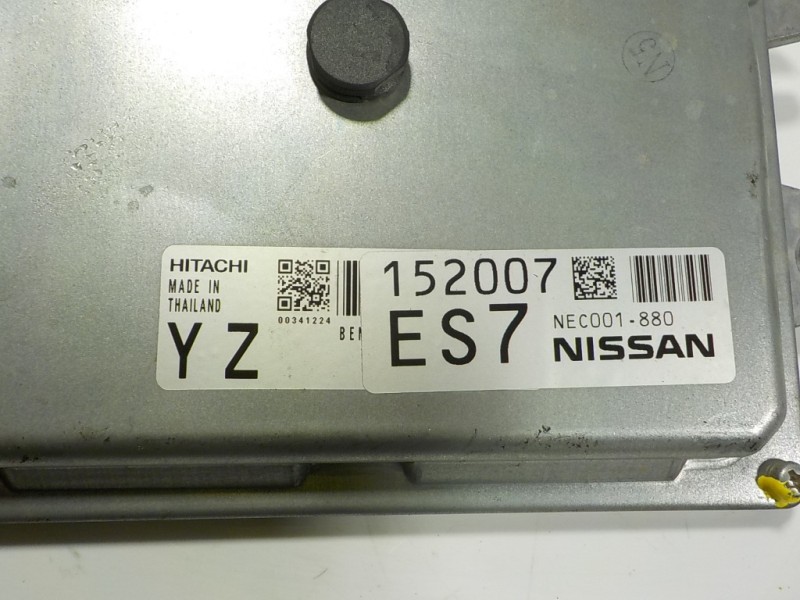 HITACHI
MADE IN
THAILAND
00341224
YZ
152007
ES7
NEC001-880
NISSAN